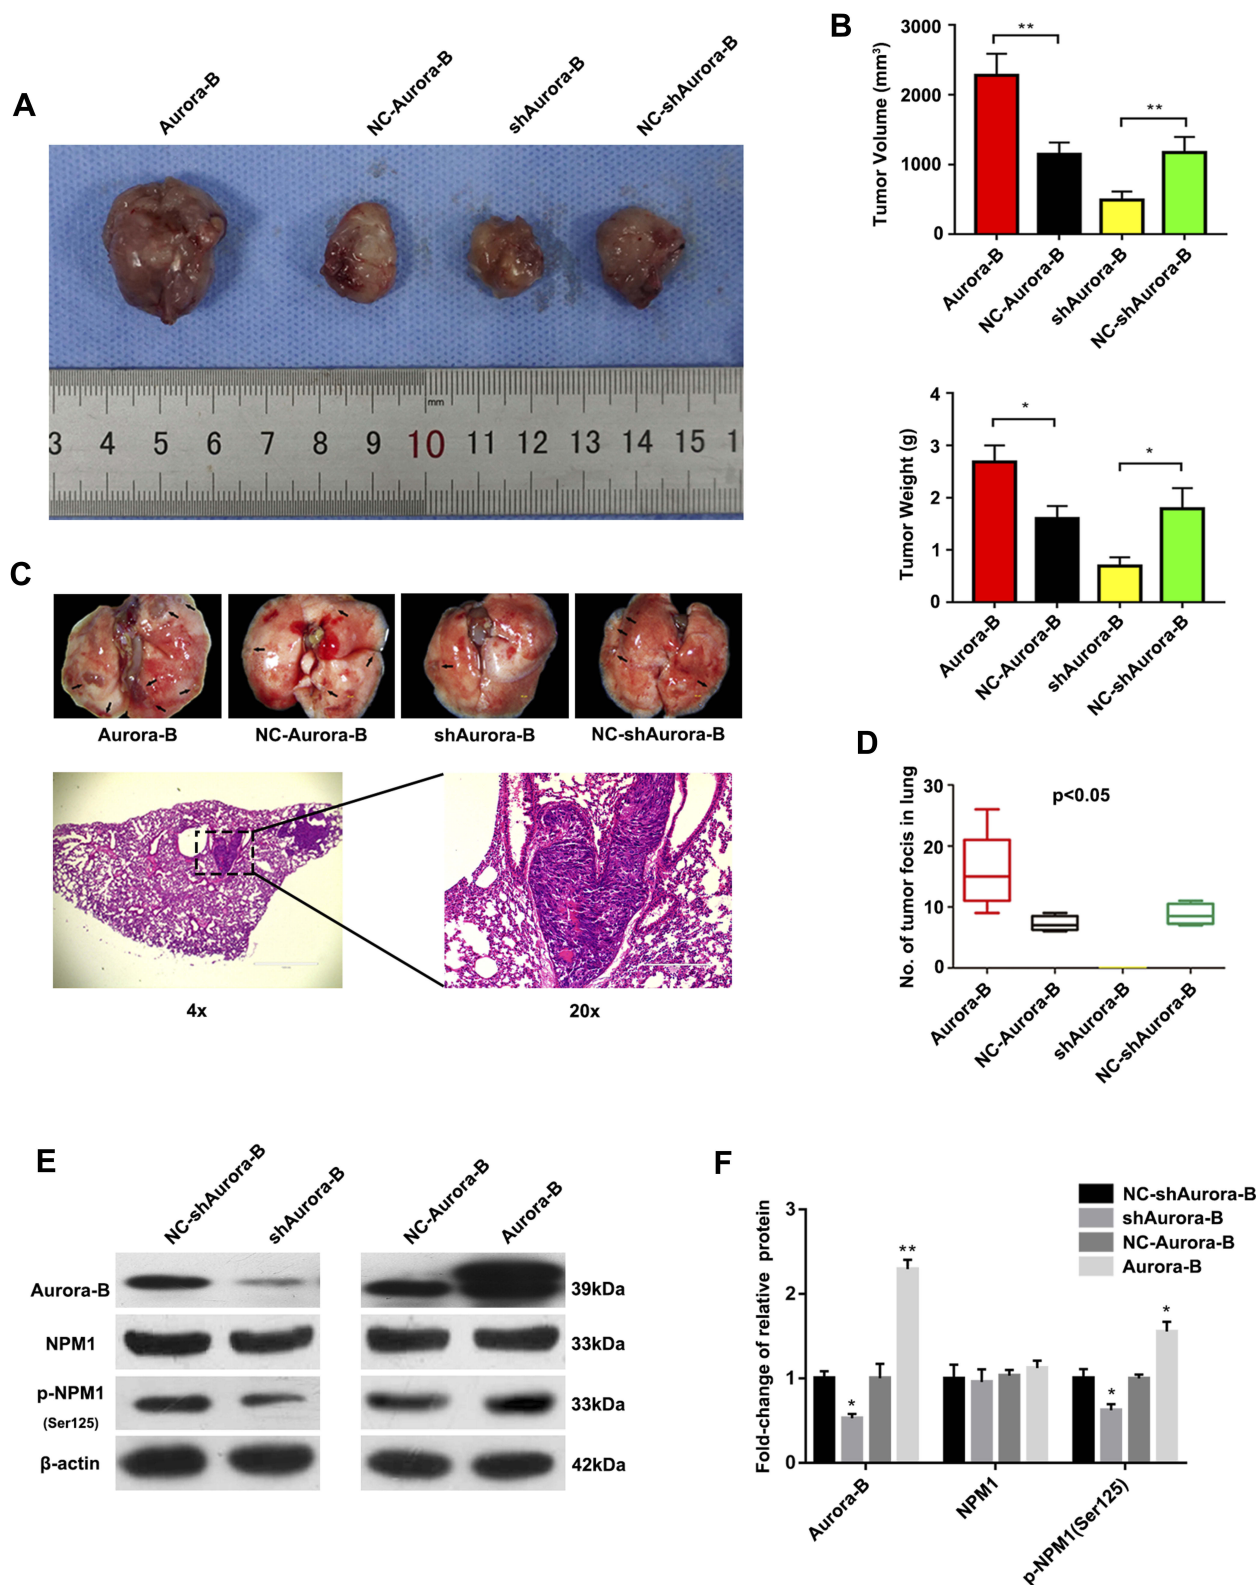 A
Aurora-B
NC-Aurora-B
shAurora-B
NC-shAurora-B
mm
3 4 5 6 7 8 9 10 11 12 13 14 15
B
Tumor Volume (mm³)
3000
2000
1000
0
**
**
Aurora-B
NC-Aurora-B
shAurora-B
NC-shAurora-B
Tumor Weight (g)
4
3
2
1
0
*
*
Aurora-B
NC-Aurora-B
shAurora-B
NC-shAurora-B
C
Aurora-B
NC-Aurora-B
shAurora-B
NC-shAurora-B
4x
20x
D
No. of tumor focis in lung
30
20
10
0
p<0.05
Aurora-B
NC-Aurora-B
shAurora-B
NC-shAurora-B
E
NC-shAurora-B
shAurora-B
NC-Aurora-B
Aurora-B
Aurora-B
39kDa
NPM1
33kDa
p-NPM1
(Ser125)
33kDa
β-actin
42kDa
F
Fold-change of relative protein
3
2
1
0
NC-shAurora-B
shAurora-B
NC-Aurora-B
Aurora-B
*
**
*
*
Aurora-B
NPM1
p-NPM1(Ser125)